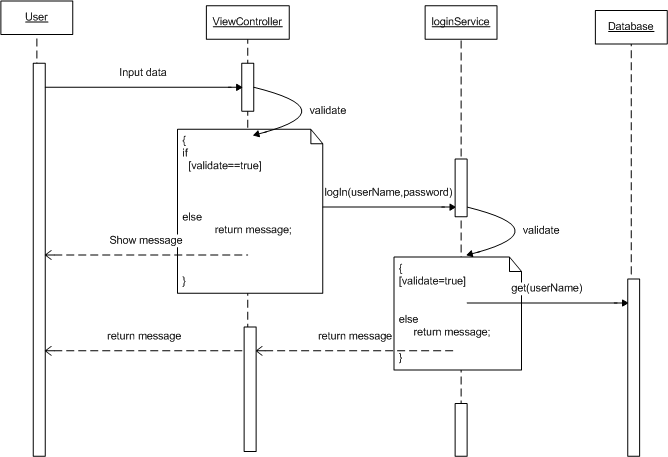 User
ViewController
loginService
Database
Input data
validate
{
if
[validate==true]
logIn(userName,password)
else
return message;
Show message
}
validate
{
[validate=true]
get(userName)
else
return message;
}
return message
return message